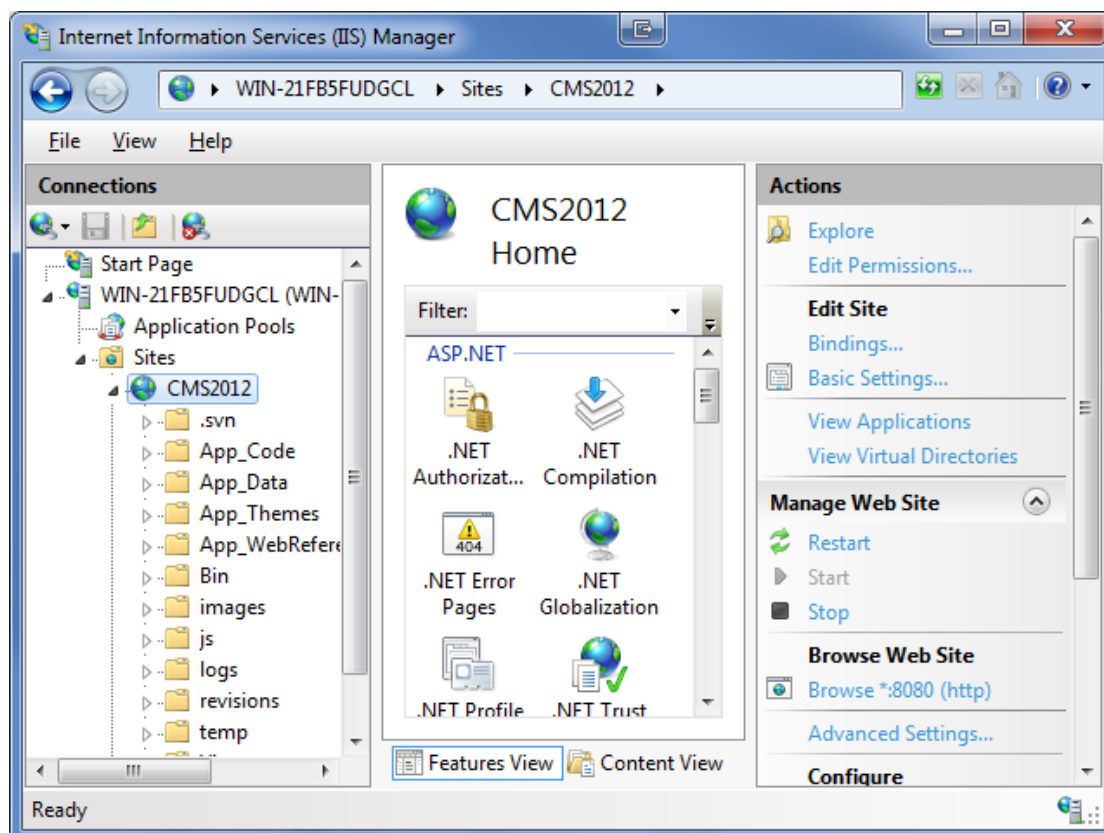 Internet Information Services (IIS) Manager
WIN-21FB5FUDGCL
Sites
CMS2012
File
View
Help
Connections
Start Page
WIN-21FB5FUDGCL (WIN-
Application Pools
Sites
CMS2012
.svn
App_Code
App_Data
App_Themes
App_WebRefere
Bin
images
js
logs
revisions
temp
CMS2012
Home
Filter:
ASP.NET
.NET
Authorizat...
.NET
Compilation
404
.NET Error
Pages
.NET
Globalization
.NET Profile
.NET Trust
Features View
Content View
Actions
Explore
Edit Permissions...
Edit Site
Bindings...
Basic Settings...
View Applications
View Virtual Directories
Manage Web Site
Restart
Start
Stop
Browse Web Site
Browse *:8080 (http)
Advanced Settings...
Configure
Ready